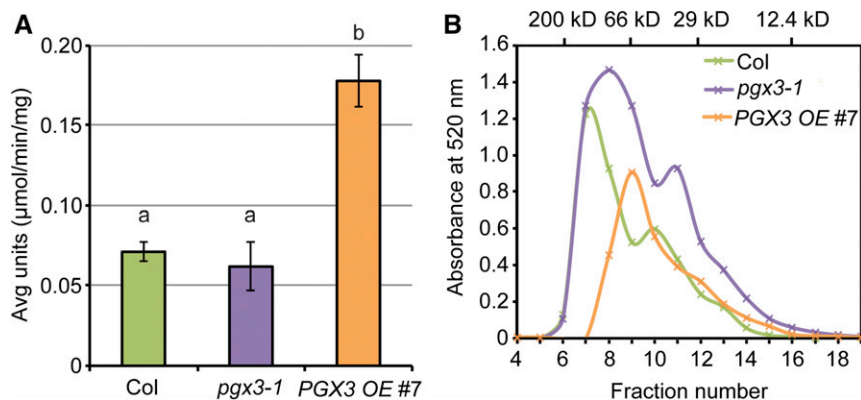 A
Avg units (μmol/min/mg)
0.20
0.15
0.10
0.05
0
a
a
b
Col
pgx3-1
PGX3 OE #7
B
200 kD
66 kD
29 kD
12.4 kD
Absorbance at 520 nm
1.6
1.4
1.2
1.0
0.8
0.6
0.4
0.2
0
Col
pgx3-1
PGX3 OE #7
4 6 8 10 12 14 16 18
Fraction number